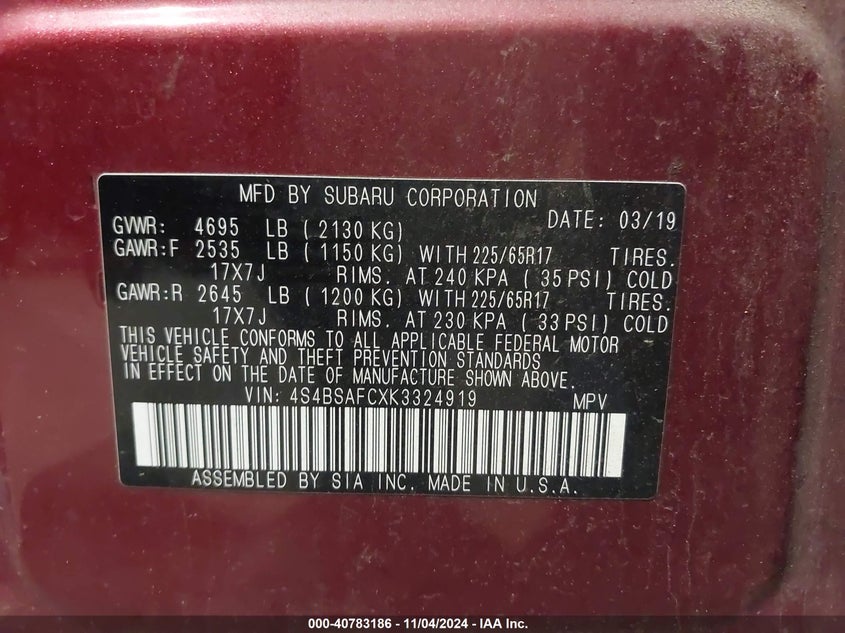 MFD BY SUBARU CORPORATION
DATE: 03/19
GVWR: 4695 LB ( 2130 KG)
GAWR:F 2535 LB ( 1150 KG) WITH 225/65R17 TIRES.
17X7J RIMS. AT 240 KPA ( 35 PSI) COLD
GAWR:R 2645 LB ( 1200 KG) WITH 225/65R17 TIRES.
17X7J RIMS. AT 230 KPA ( 33 PSI) COLD
THIS VEHICLE CONFORMS TO ALL APPLICABLE FEDERAL MOTOR
VEHICLE SAFETY AND THEFT PREVENTION STANDARDS
IN EFFECT ON THE DATE OF MANUFACTURE SHOWN ABOVE.
VIN: 4S4BSAFCXK3324919 MPV
ASSEMBLED BY SIA INC. MADE IN U.S.A.
000-40783186 - 11/04/2024 - IAA Inc.